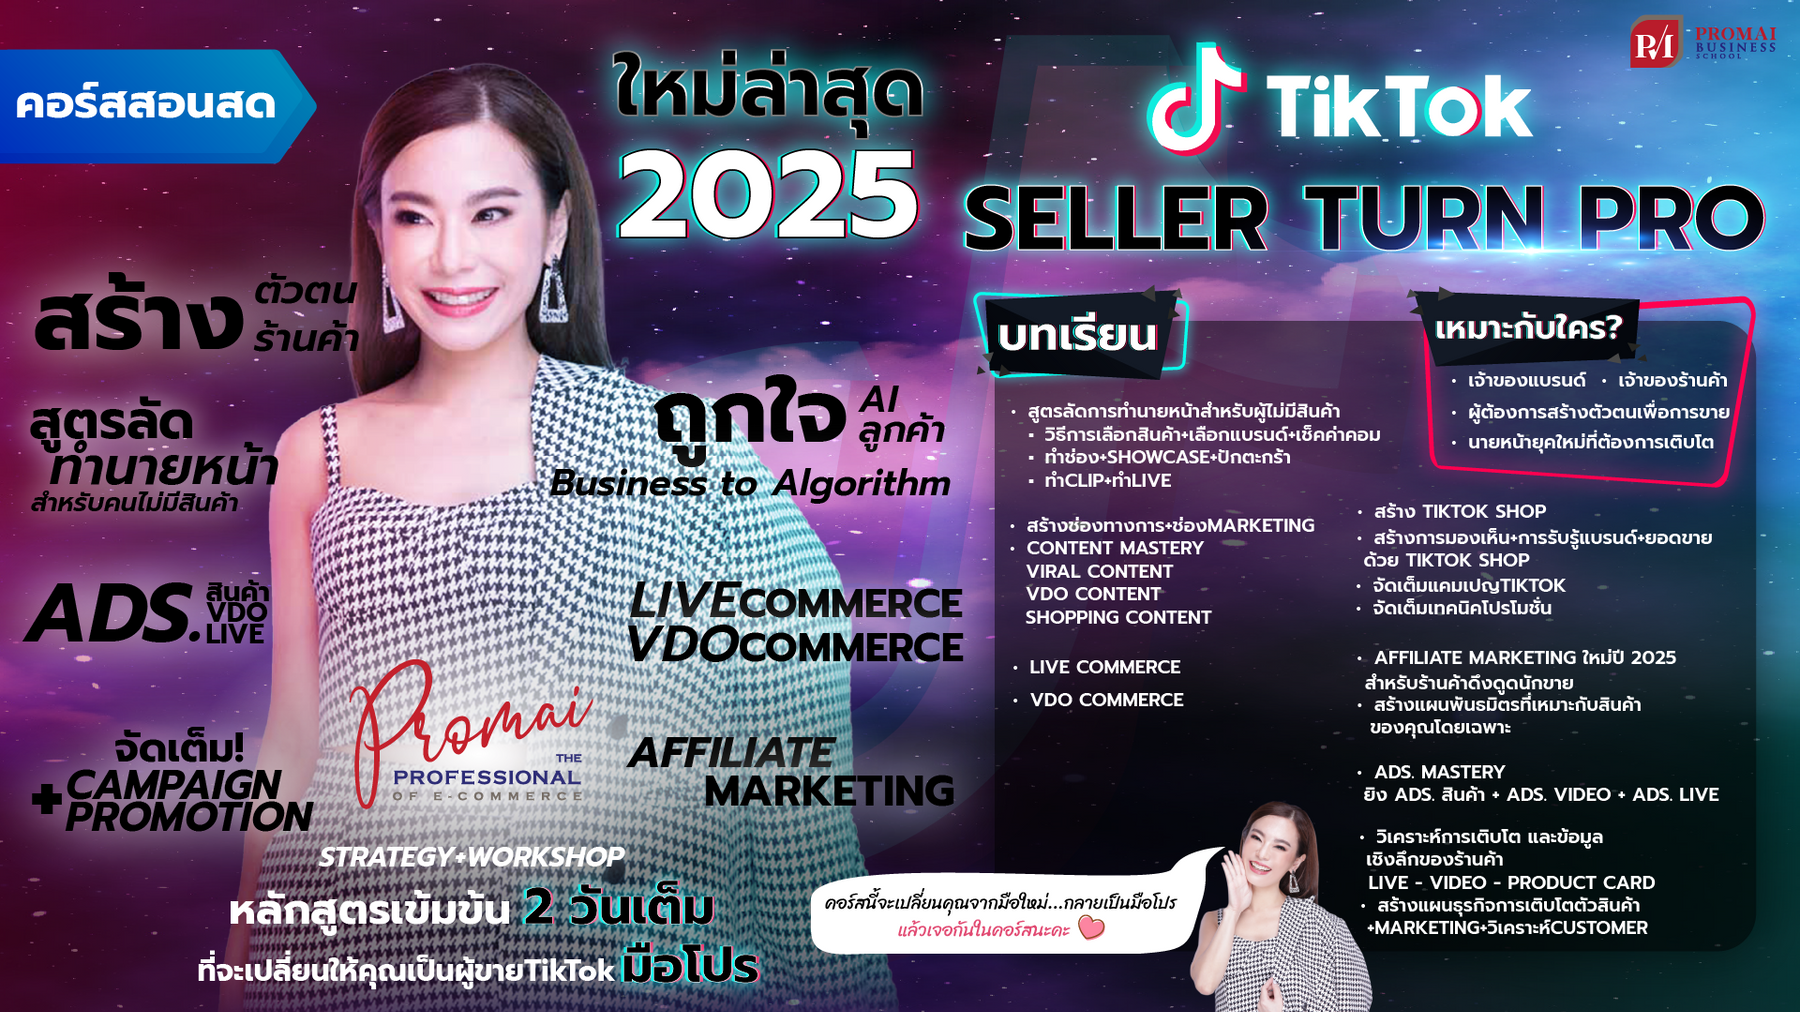 คอร์สสอนสด
ใหม่ล่าสุด
2025
สร้าง
ตัวตน
ร้านค้า
สูตรลัด
ทำนายหน้า
สำหรับคนไม่มีสินค้า
ถูกใจ
AI
ลูกค้า
Business to Algorithm
ADS.
สินค้า
VDO
LIVE
LIVECOMMERCE
VDOCOMMERCE
จัดเต็ม!
+CAMPAIGN
PROMOTION
Promai
THE
PROFESSIONAL
OF E-COMMERCE
AFFILIATE
MARKETING
STRATEGY+WORKSHOP
หลักสูตรเข้มข้น 2 วันเต็ม
ที่จะเปลี่ยนให้คุณเป็นผู้ขายTikTok มือโปร
PM
PROMAI
BUSINESS
SCHOOL
TikTok
SELLER TURN PRO
บทเรียน
• สูตรลัดการทำนายหน้าสำหรับผู้ไม่มีสินค้า
▪ วิธีการเลือกสินค้า+เลือกแบรนด์+เช็คค่าคอม
▪ ทำช่อง+SHOWCASE+ปักตะกร้า
▪ ทำCLIP+ทำLIVE
• สร้างช่องทางการ+ช่องMARKETING
• CONTENT MASTERY
VIRAL CONTENT
VDO CONTENT
SHOPPING CONTENT
• LIVE COMMERCE
• VDO COMMERCE
เหมาะกับใคร?
• เจ้าของแบรนด์ • เจ้าของร้านค้า
• ผู้ต้องการสร้างตัวตนเพื่อการขาย
• นายหน้ายุคใหม่ที่ต้องการเติบโต
• สร้าง TIKTOK SHOP
• สร้างการมองเห็น+การรับรู้แบรนด์+ยอดขาย
ด้วย TIKTOK SHOP
• จัดเต็มแคมเปญTIKTOK
• จัดเต็มเทคนิคโปรโมชั่น
• AFFILIATE MARKETING ใหม่ปี 2025
สำหรับร้านค้าดึงดูดนักขาย
• สร้างแผนพันธมิตรที่เหมาะกับสินค้า
ของคุณโดยเฉพาะ
• ADS. MASTERY
ยิง ADS. สินค้า + ADS. VIDEO + ADS. LIVE
• วิเคราะห์การเติบโต และข้อมูล
เชิงลึกของร้านค้า
LIVE - VIDEO - PRODUCT CARD
• สร้างแผนธุรกิจการเติบโตตัวสินค้า
+MARKETING+วิเคราะห์CUSTOMER
คอร์สนี้จะเปลี่ยนคุณจากมือใหม่...กลายเป็นมือโปร
แล้วเจอกันในคอร์สนะคะ